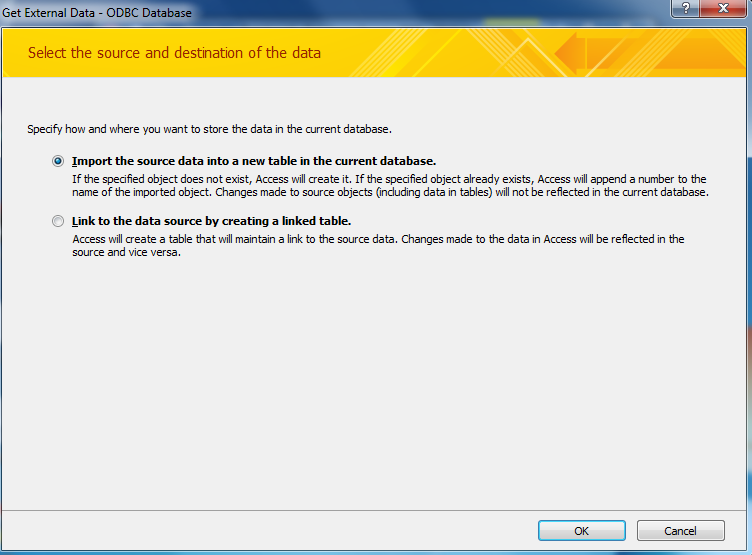 Get External Data - ODBC Database
?
Select the source and destination of the data
Specify how and where you want to store the data in the current database.
Import the source data into a new table in the current database.
If the specified object does not exist, Access will create it. If the specified object already exists, Access will append a number to the
name of the imported object. Changes made to source objects (including data in tables) will not be reflected in the current database.
Link to the data source by creating a linked table.
Access will create a table that will maintain a link to the source data. Changes made to the data in Access will be reflected in the
source and vice versa.
OK
Cancel